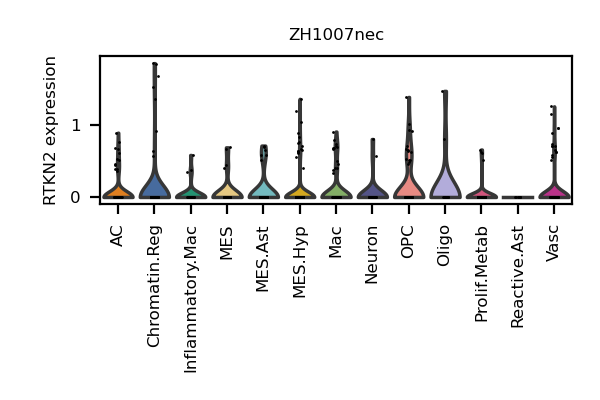 ZH1007nec
RTKN2 expression
1
0
AC
Chromatin.Reg
Inflammatory.Mac
MES
MES.Ast
MES.Hyp
Mac
Neuron
OPC
Oligo
Prolif.Metab
Reactive.Ast
Vasc